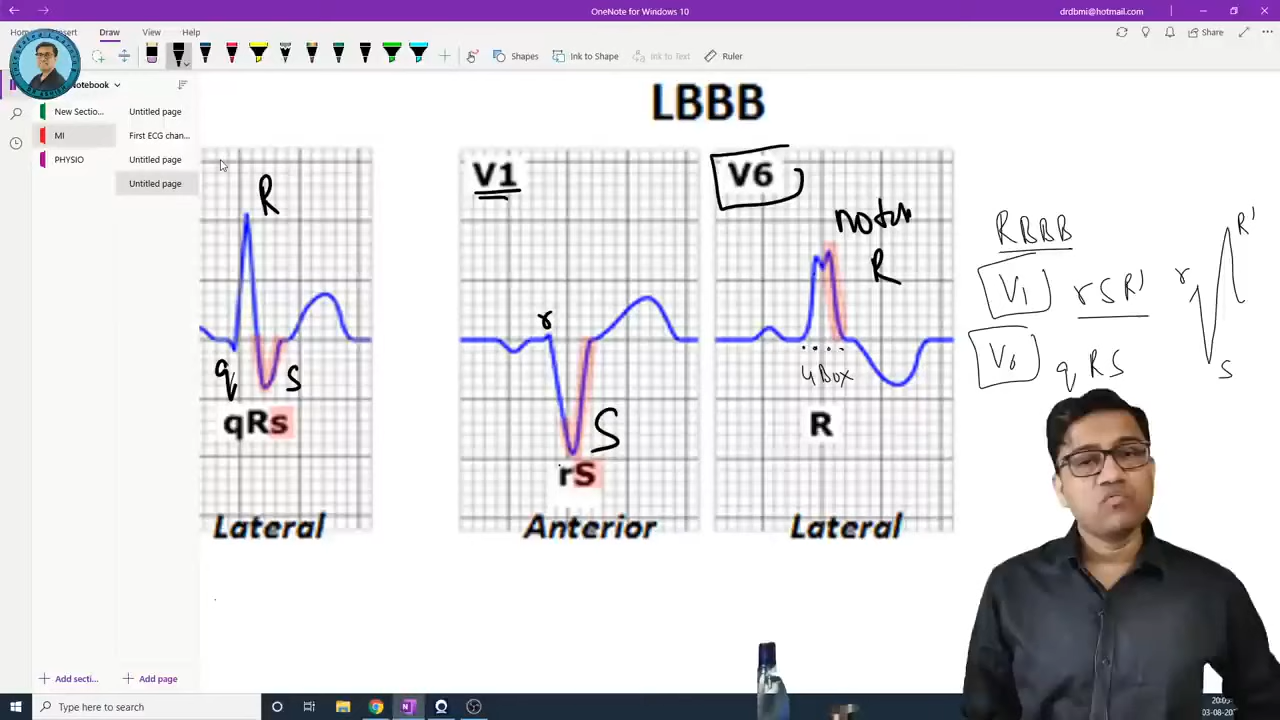 OneNote for Windows 10
drdbmi@hotmail.com
Insert Draw View Help
Share
Shapes Ink to Shape Ink to Text Ruler
Notebook
New Sectio...
MI
PHYSIO
Untitled page
First ECG chan...
Untitled page
Untitled page
LBBB
R
q
S
qRs
Lateral
V1
r
S
rS
Anterior
V6
notch
R
4 Box
R
Lateral
RBBB
V1 rSR'
V6 qRS
r
R'
S
Add secti...
Add page
Type here to search